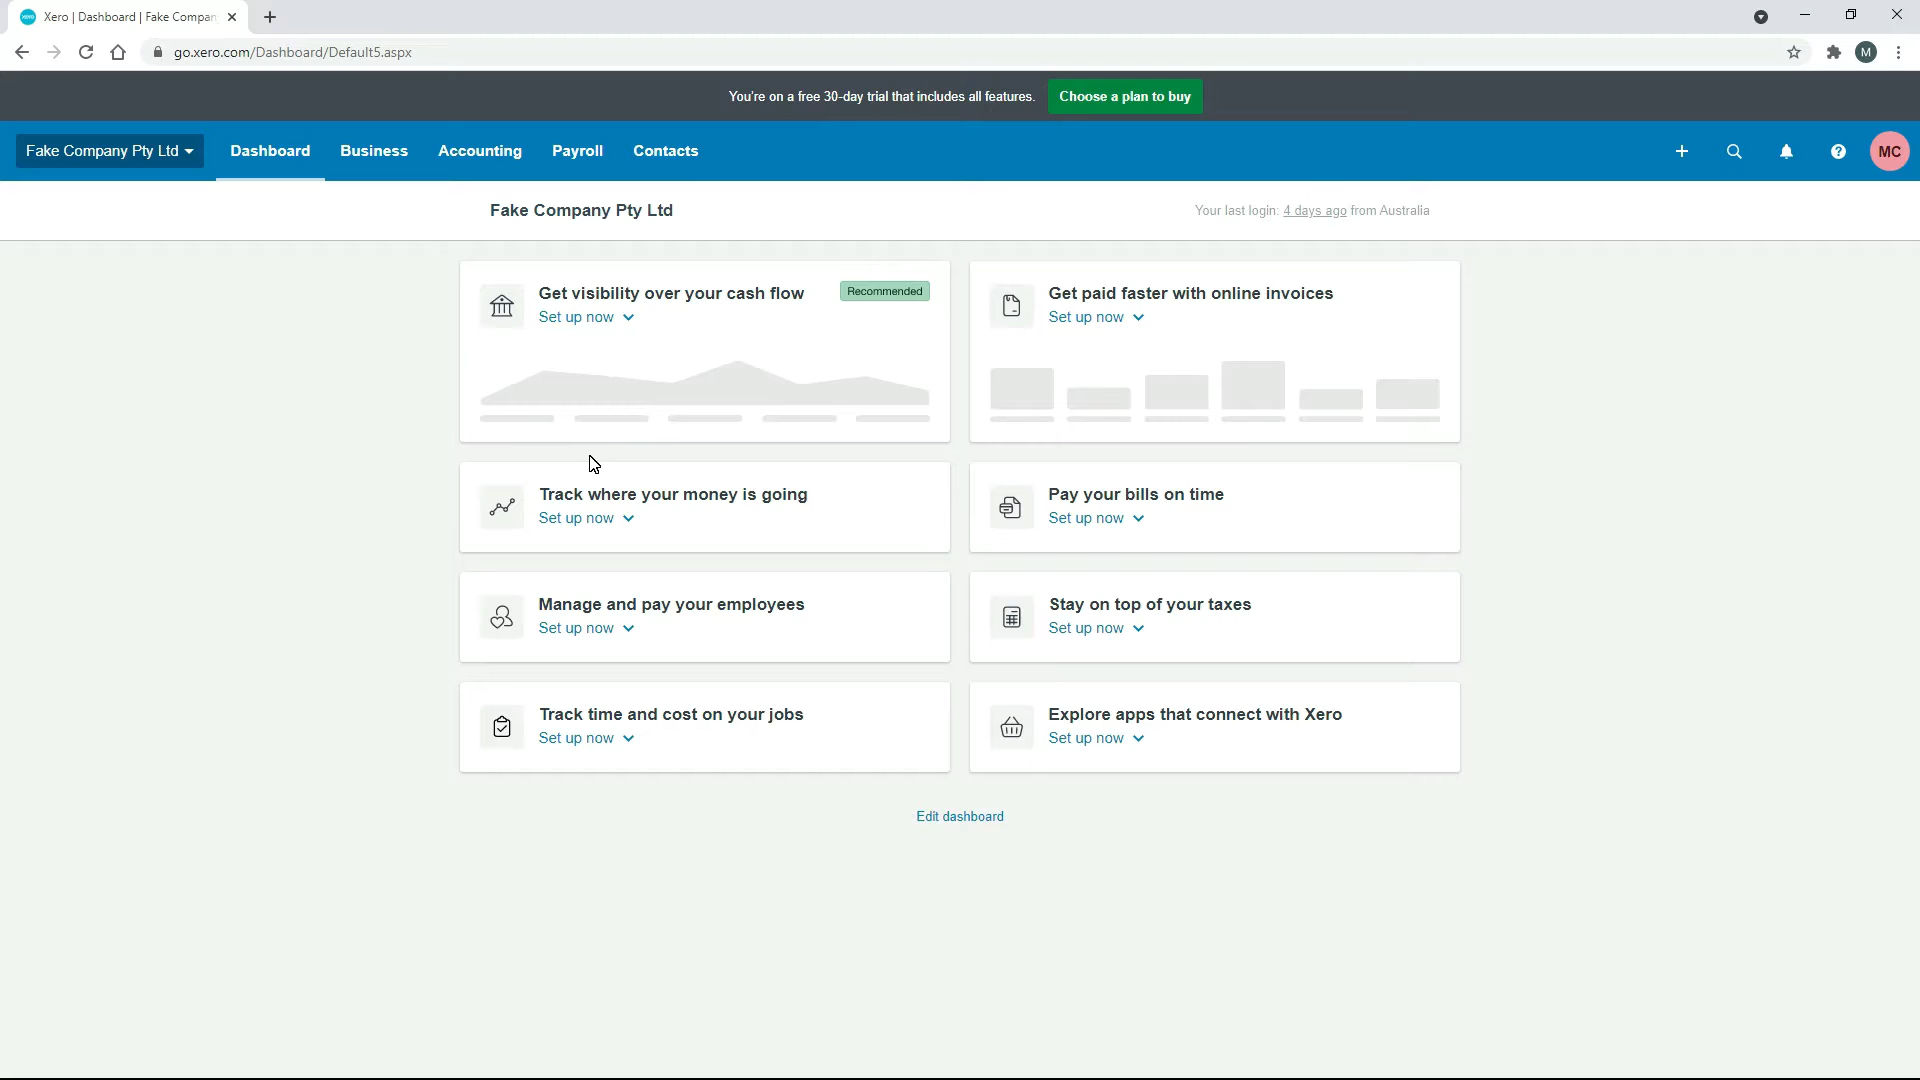 Xero | Dashboard | Fake Compan
go.xero.com/Dashboard/Default5.aspx
M
You're on a free 30-day trial that includes all features. Choose a plan to buy
Fake Company Pty Ltd Dashboard Business Accounting Payroll Contacts
MC
Fake Company Pty Ltd
Your last login: 4 days ago from Australia
Get visibility over your cash flow Recommended
Set up now
Get paid faster with online invoices
Set up now
Track where your money is going
Set up now
Pay your bills on time
Set up now
Manage and pay your employees
Set up now
Stay on top of your taxes
Set up now
Track time and cost on your jobs
Set up now
Explore apps that connect with Xero
Set up now
Edit dashboard